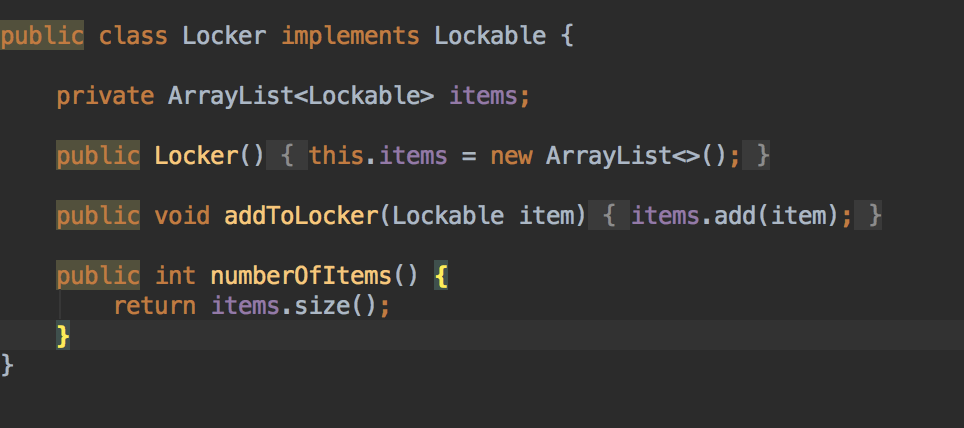 public class Locker implements Lockable {
    private ArrayList<Lockable> items;
    public Locker() { this.items = new ArrayList<>(); }
    public void addToLocker(Lockable item) { items.add(item); }
    public int numberOfItems() {
        return items.size();
    }
}